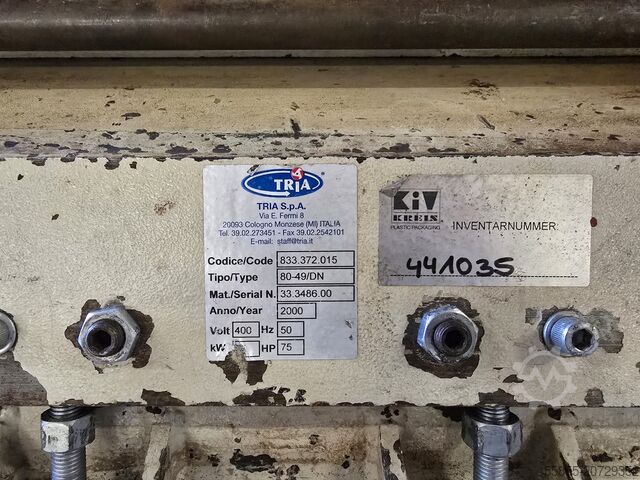 TRIA
TRIA S.p.A.
Via E. Fermi 8
20093 Cologno Monzese (MI) ITALIA
Tel. 39.02.273451 - Fax 39.02.2542101
E-mail: staff@tria.it
Codice/Code 833.372.015
Tipo/Type 80-49/DN
Mat./Serial N. 33.3486.00
Anno/Year 2000
Volt 400 Hz 50
kW HP 75
KiV
KREIS
PLASTIC PACKAGING
INVENTARNUMMER:
441035